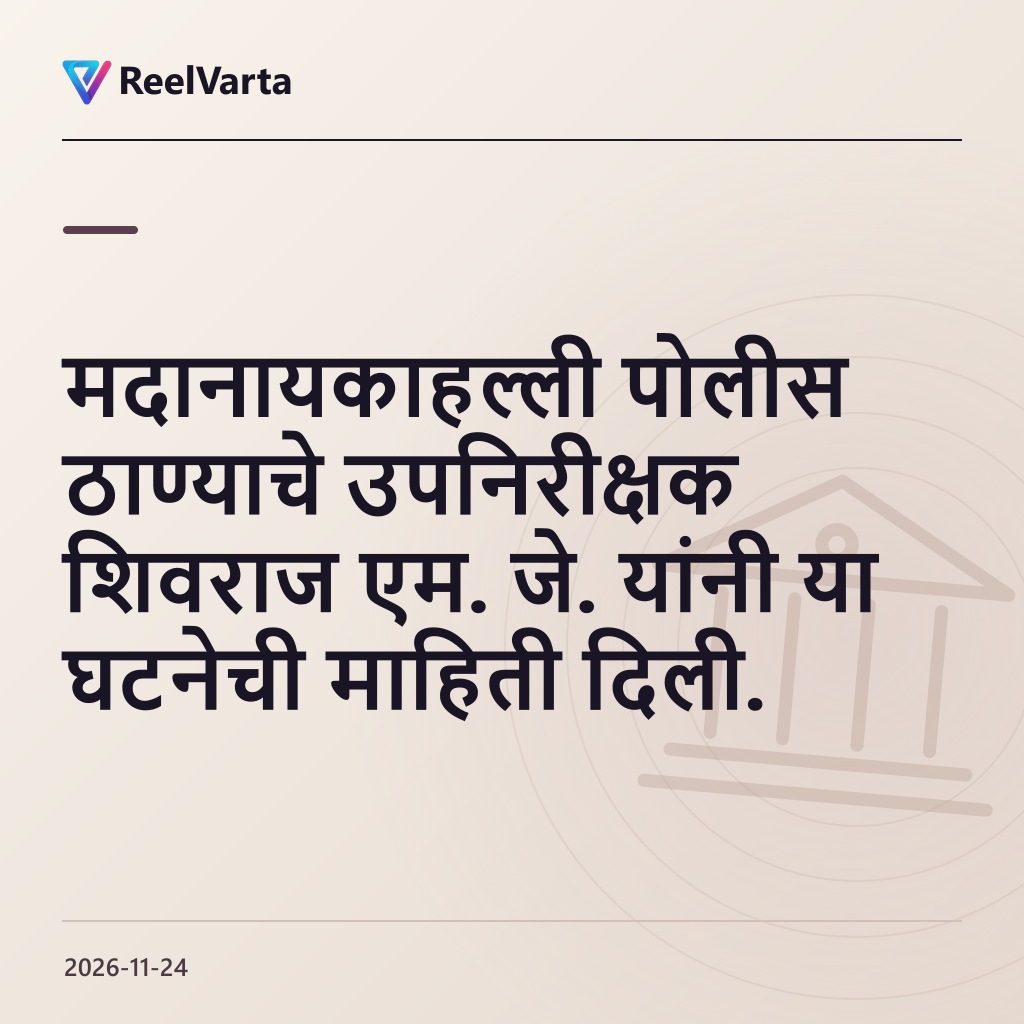 ReelVarta
मदानायकाहल्ली पोलीस
ठाण्याचे उपनिरीक्षक
शिवराज एम. जे. यांनी या
घटनेची माहिती दिली.
2026-11-24